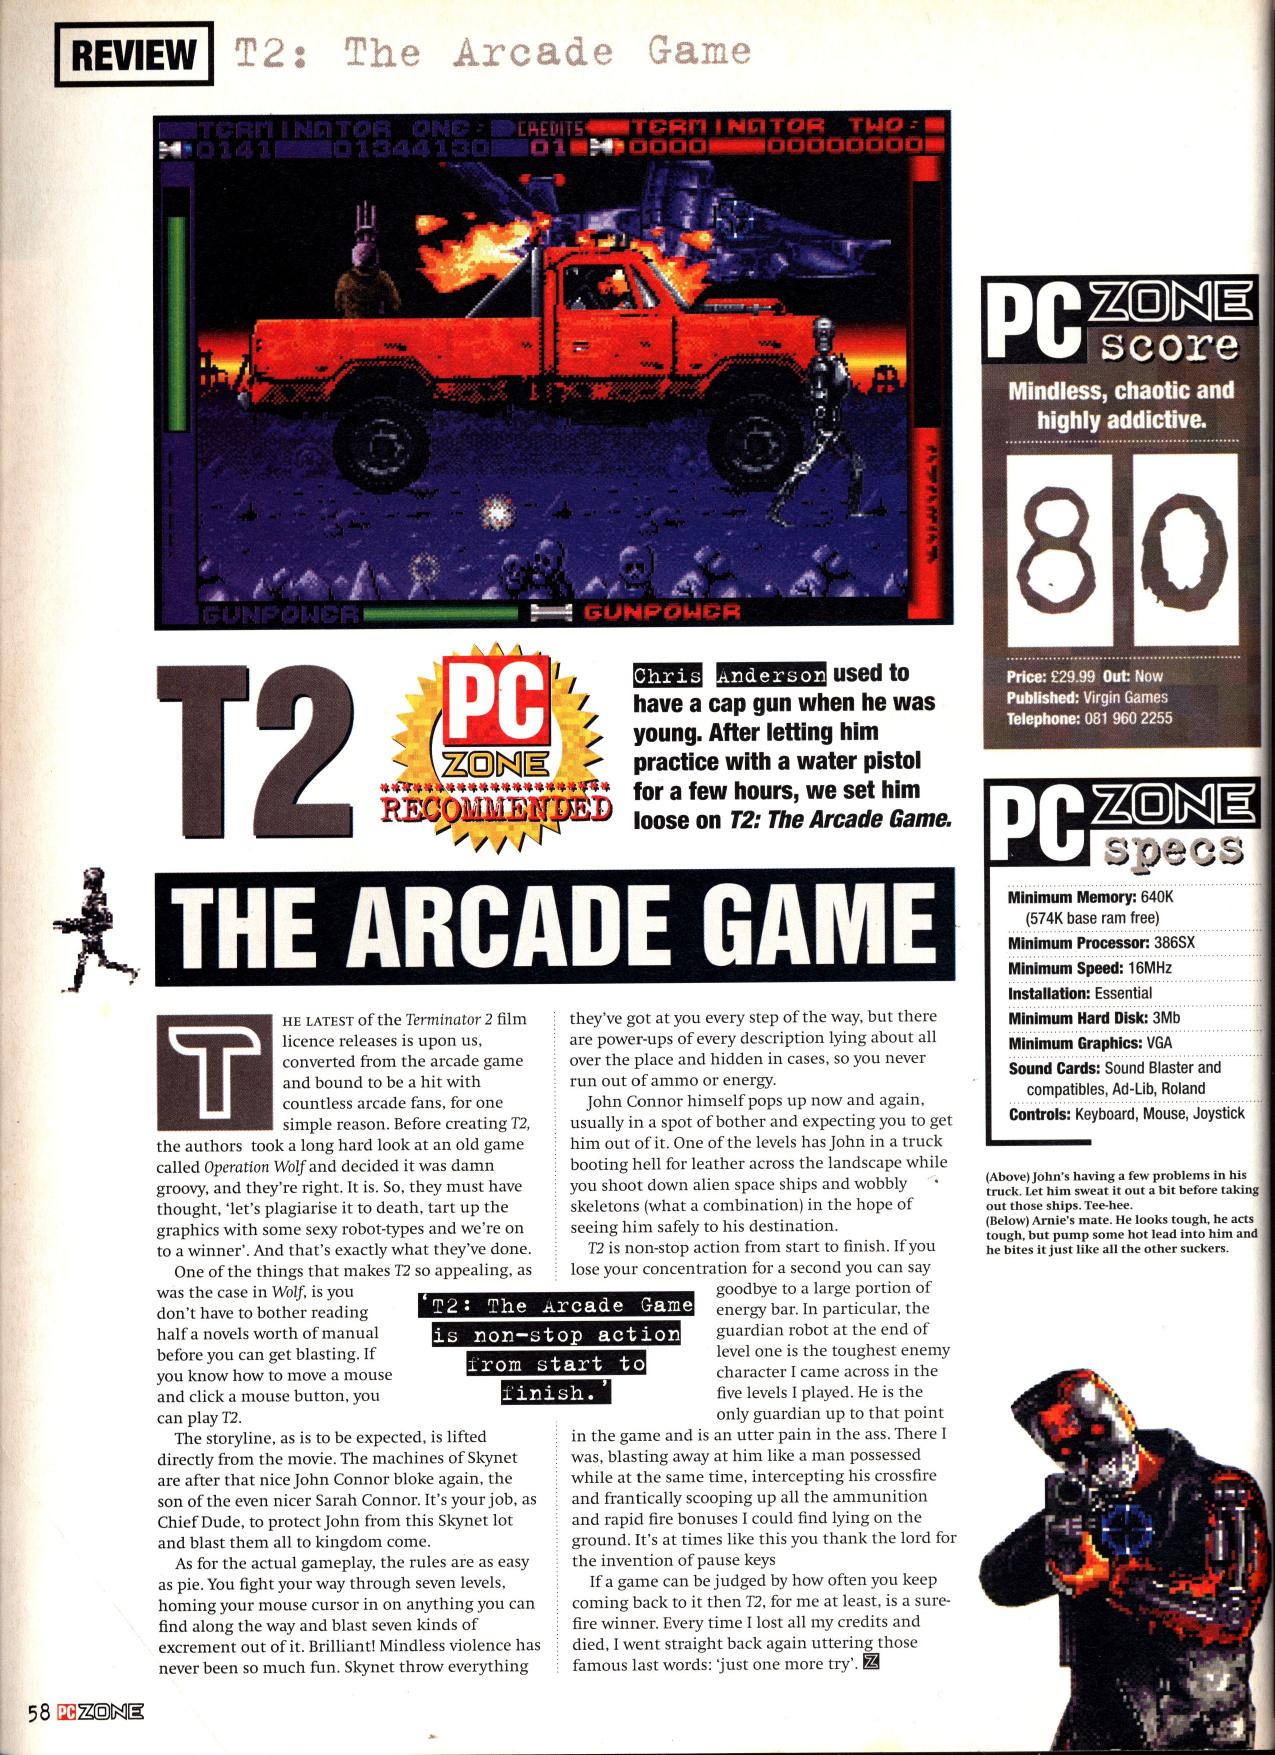 REVIEW T2: The Arcade Game
TERMINATOR ONE: CREDITS TERMINATOR TWO:
0141 01344130 01 0000 00000000
GUNPOWER GUNPOWER
T2
PC
ZONE
RECOMMENDED
Chris Anderson used to
have a cap gun when he was
young. After letting him
practice with a water pistol
for a few hours, we set him
loose on T2: The Arcade Game.
THE ARCADE GAME
THE LATEST of the Terminator 2 film
licence releases is upon us,
converted from the arcade game
and bound to be a hit with
countless arcade fans, for one
simple reason. Before creating T2,
the authors took a long hard look at an old game
called Operation Wolf and decided it was damn
groovy, and they're right. It is. So, they must have
thought, 'let's plagiarise it to death, tart up the
graphics with some sexy robot-types and we're on
to a winner'. And that's exactly what they've done.
One of the things that makes T2 so appealing, as
was the case in Wolf, is you
don't have to bother reading
half a novels worth of manual
before you can get blasting. If
you know how to move a mouse
and click a mouse button, you
can play T2.
The storyline, as is to be expected, is lifted
directly from the movie. The machines of Skynet
are after that nice John Connor bloke again, the
son of the even nicer Sarah Connor. It's your job, as
Chief Dude, to protect John from this Skynet lot
and blast them all to kingdom come.
As for the actual gameplay, the rules are as easy
as pie. You fight your way through seven levels,
homing your mouse cursor in on anything you can
find along the way and blast seven kinds of
excrement out of it. Brilliant! Mindless violence has
never been so much fun. Skynet throw everything
'T2: The Arcade Game
is non-stop action
from start to
finish.'
they've got at you every step of the way, but there
are power-ups of every description lying about all
over the place and hidden in cases, so you never
run out of ammo or energy.
John Connor himself pops up now and again,
usually in a spot of bother and expecting you to get
him out of it. One of the levels has John in a truck
booting hell for leather across the landscape while
you shoot down alien space ships and wobbly
skeletons (what a combination) in the hope of
seeing him safely to his destination.
T2 is non-stop action from start to finish. If you
lose your concentration for a second you can say
goodbye to a large portion of
energy bar. In particular, the
guardian robot at the end of
level one is the toughest enemy
character I came across in the
five levels I played. He is the
only guardian up to that point
in the game and is an utter pain in the ass. There I
was, blasting away at him like a man possessed
while at the same time, intercepting his crossfire
and frantically scooping up all the ammunition
and rapid fire bonuses I could find lying on the
ground. It's at times like this you thank the lord for
the invention of pause keys
If a game can be judged by how often you keep
coming back to it then T2, for me at least, is a sure-
fire winner. Every time I lost all my credits and
died, I went straight back again uttering those
famous last words: 'just one more try'. Z
PC ZONE
score
Mindless, chaotic and
highly addictive.
80
Price: £29.99 Out: Now
Published: Virgin Games
Telephone: 081 960 2255
PC ZONE
specs
Minimum Memory: 640K
(574K base ram free)
Minimum Processor: 386SX
Minimum Speed: 16MHz
Installation: Essential
Minimum Hard Disk: 3Mb
Minimum Graphics: VGA
Sound Cards: Sound Blaster and
compatibles, Ad-Lib, Roland
Controls: Keyboard, Mouse, Joystick
(Above) John's having a few problems in his
truck. Let him sweat it out a bit before taking
out those ships. Tee-hee.
(Below) Arnie's mate. He looks tough, he acts
tough, but pump some hot lead into him and
he bites it just like all the other suckers.
58 PC ZONE